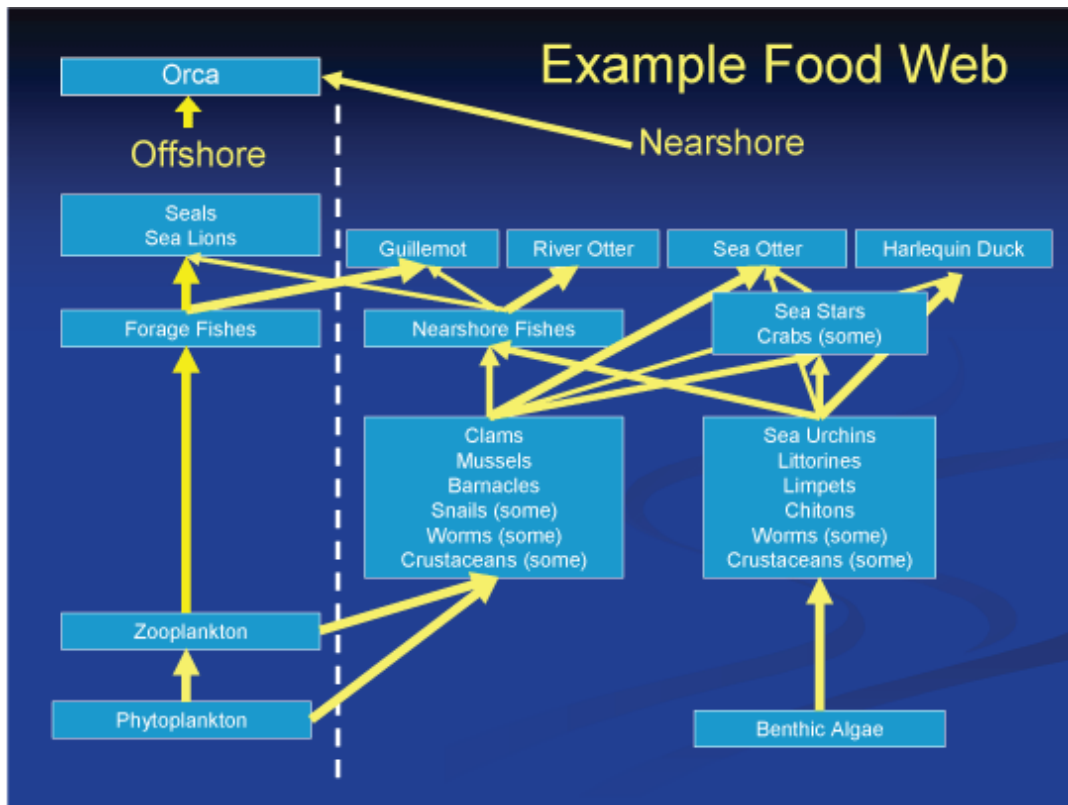 Example Food Web
Orca
Offshore
Nearshore
Seals
Sea Lions
Guillemot
River Otter
Sea Otter
Harlequin Duck
Forage Fishes
Nearshore Fishes
Sea Stars
Crabs (some)
Clams
Mussels
Barnacles
Snails (some)
Worms (some)
Crustaceans (some)
Sea Urchins
Littorines
Limpets
Chitons
Worms (some)
Crustaceans (some)
Zooplankton
Phytoplankton
Benthic Algae